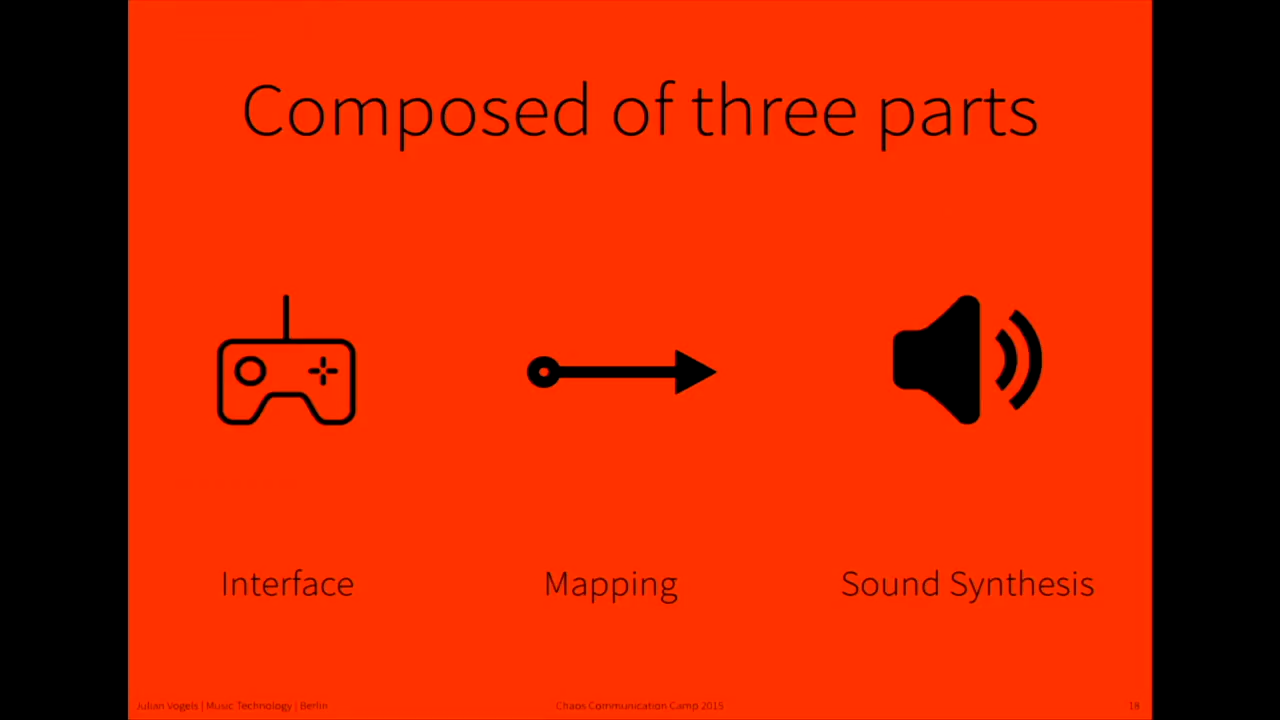 Composed of three parts
Interface
Mapping
Sound Synthesis
Julian Vogels | Music Technology | Berlin
Chaos Communication Camp 2015
18